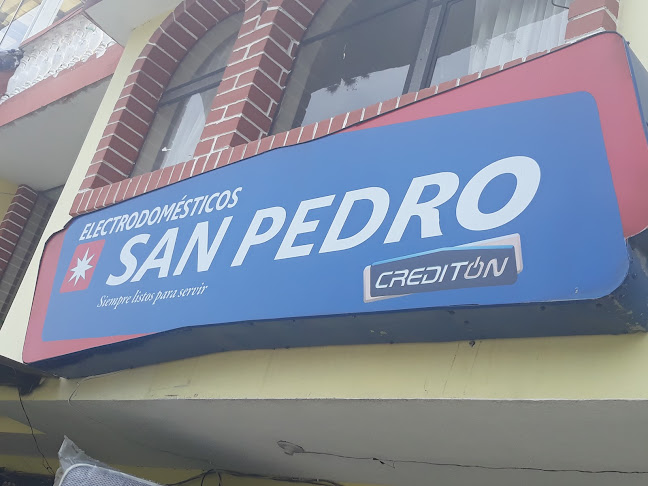 ELECTRODOMÉSTICOS
SAN PEDRO
Siempre listos para servir
CREDITÓN